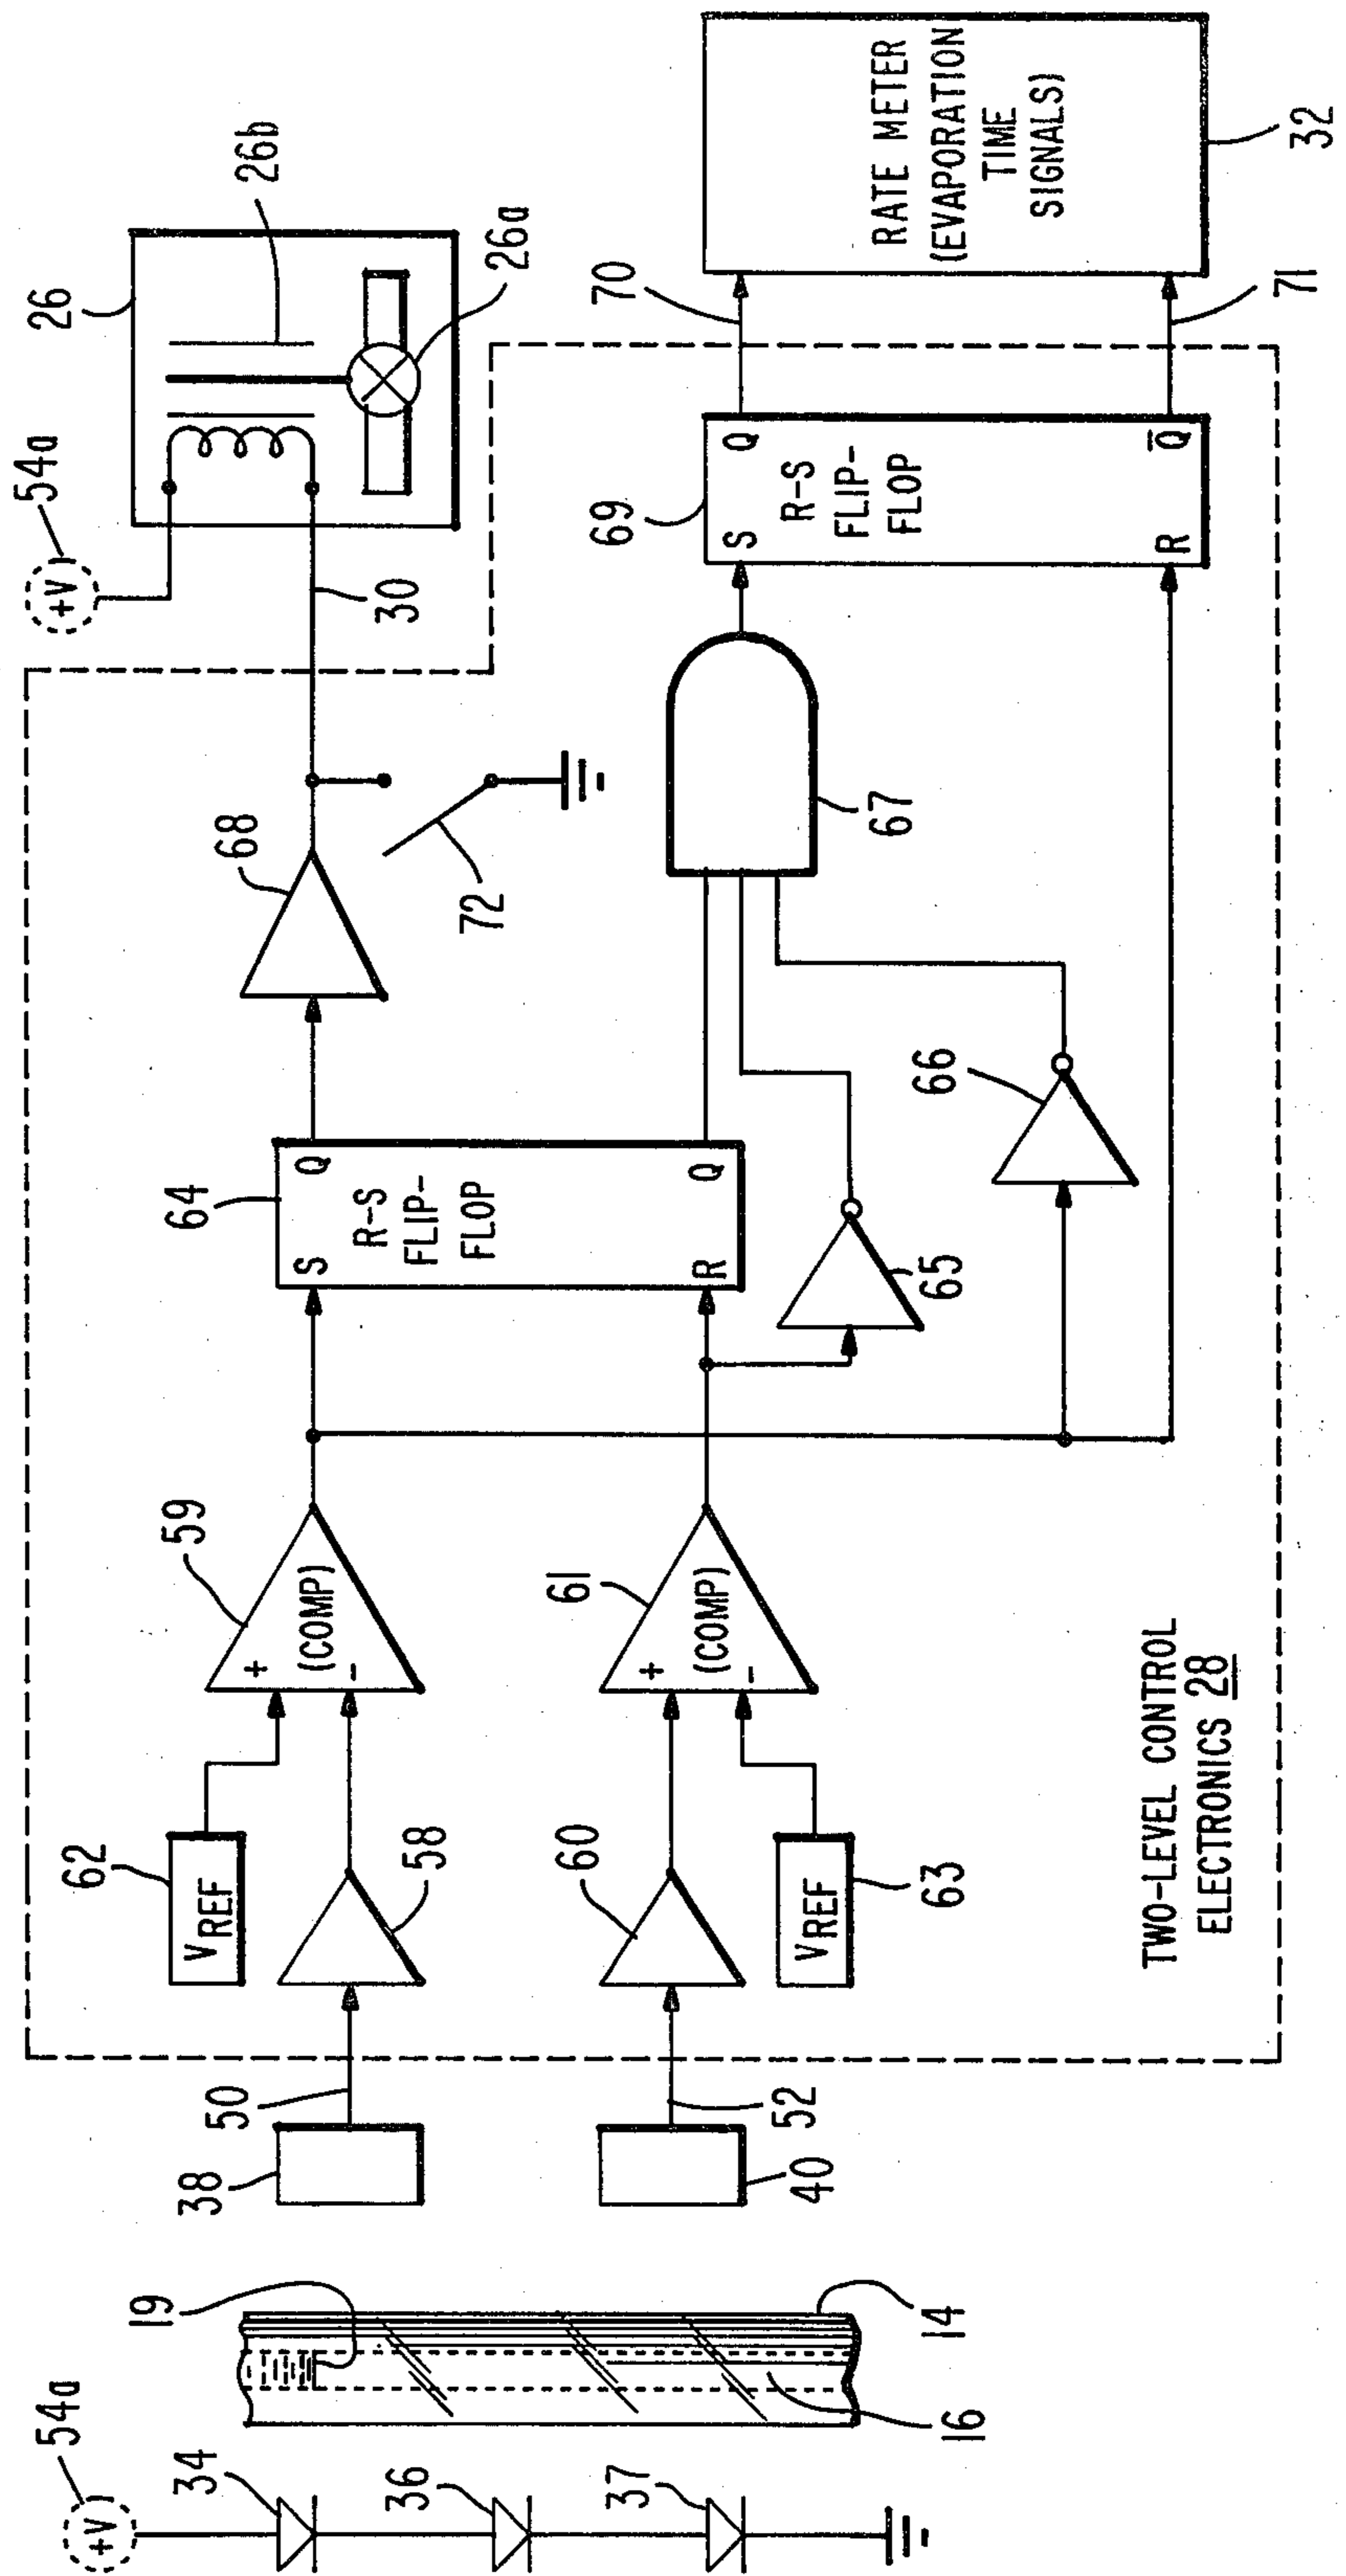 54a
+V
34
36
37
19
14
16
38
50
40
52
62
VREF
58
60
VREF
63
59
+
(COMP)
-
61
+
(COMP)
-
64
S
Q
R-S
FLIP-
FLOP
R
Q
65
66
68
72
67
30
54a
+V
26
26b
26a
69
S
Q
R-S
FLIP-
FLOP
R
Q̅
70
71
RATE METER
(EVAPORATION
TIME
SIGNALS)
32
TWO-LEVEL CONTROL
ELECTRONICS 28